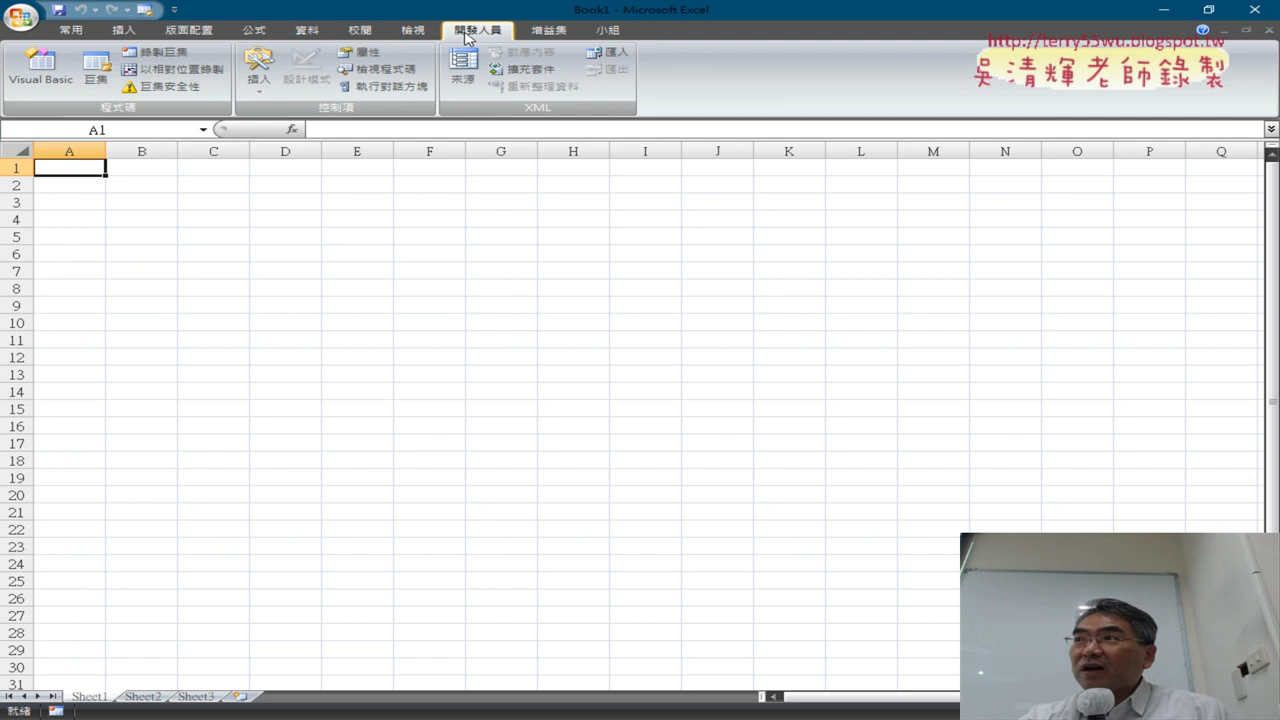 Book1 - Microsoft Excel
常用 插入 版面配置 公式 資料 校閱 檢視 開發人員 增益集 小組
http://terry55wu.blogspot.tw
吳清輝老師錄製
Visual Basic 巨集 錄製巨集 以相對位置錄製 巨集安全性
插入 設計模式 屬性 檢視程式碼 執行對話方塊
來源 對應內容 擴充套件 重新整理資料 匯入 匯出
程式碼 控制項 XML
A1 fx
A B C D E F G H I J K L M N O P Q
1
2
3
4
5
6
7
8
9
10
11
12
13
14
15
16
17
18
19
20
21
22
23
24
25
26
27
28
29
30
31
Sheet1 Sheet2 Sheet3
就緒